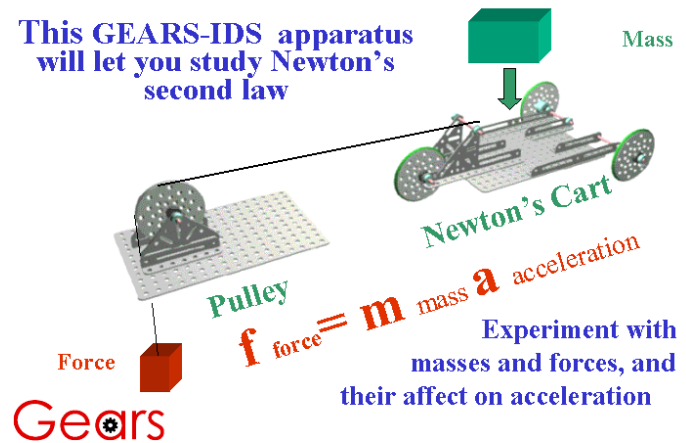 This GEARS-IDS apparatus
will let you study Newton's
second law
Mass
Newton's Cart
Pulley
f force = m mass a acceleration
Force
Experiment with
masses and forces, and
their affect on acceleration
Gears